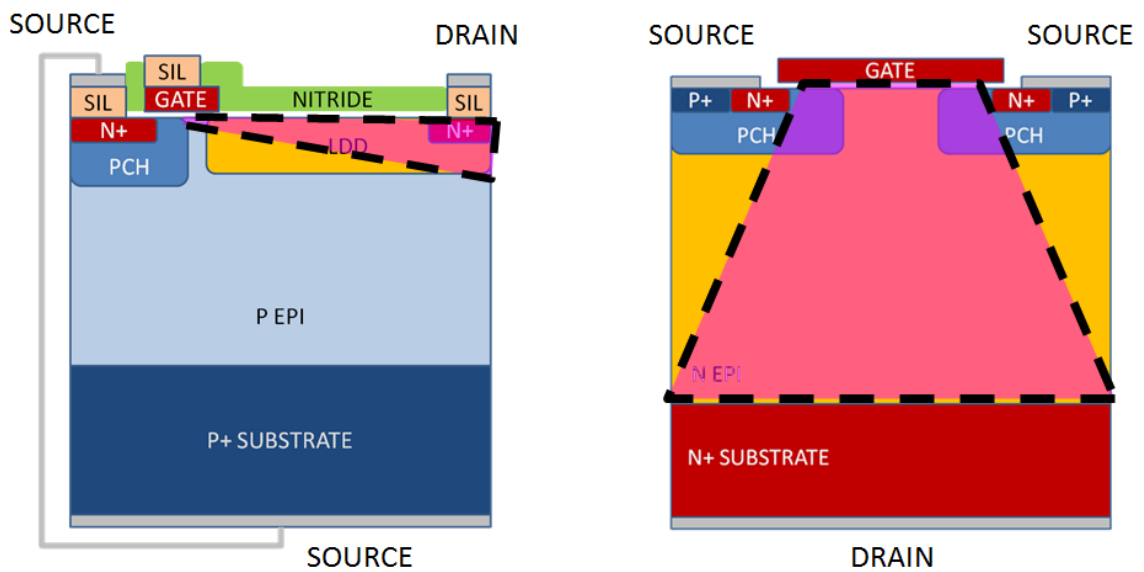 SOURCE
DRAIN
SIL
SIL
GATE
NITRIDE
SIL
N+
N+
LDD
PCH
P EPI
P+ SUBSTRATE
SOURCE
SOURCE
SOURCE
GATE
P+
N+
N+
P+
PCH
PCH
N EPI
N+ SUBSTRATE
DRAIN